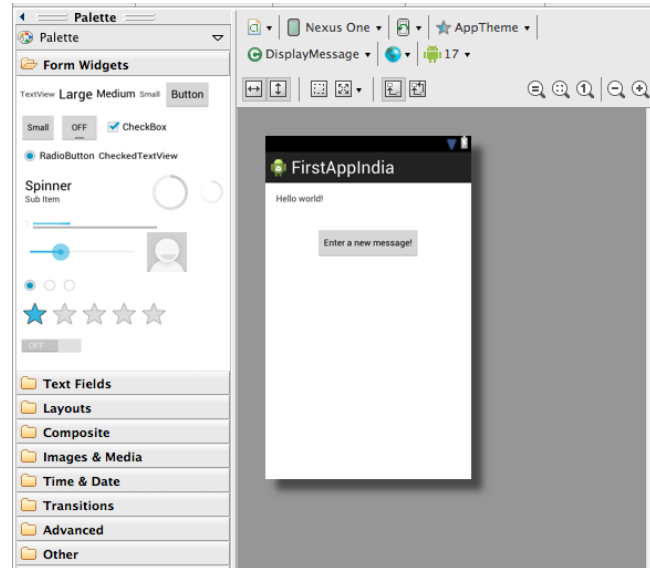 Palette
Palette
Form Widgets
TextView Large Medium Small Button
Small OFF CheckBox
RadioButton CheckedTextView
Spinner
Sub Item
OFF
Text Fields
Layouts
Composite
Images & Media
Time & Date
Transitions
Advanced
Other
Nexus One AppTheme
DisplayMessage 17
1
FirstAppIndia
Hello world!
Enter a new message!